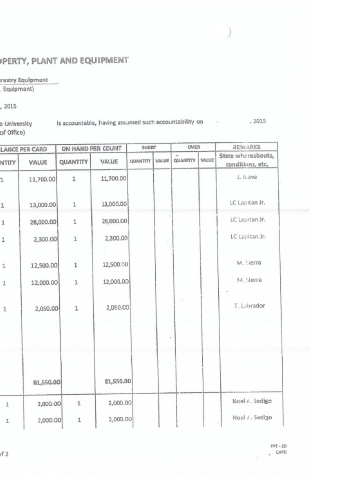 OPERTY, PLANT AND EQUIPMENT
orestry Equipment
. Equipment)
, 2015
a University Is accountable, having assumed such accountability on , 2015
of Office)
LANCE PER CARD ON HAND PER COUNT SHORT OVER REMARKS
NTITY VALUE QUANTITY VALUE QUANTITY VALUE QUANTITY VALUE State whereabouts, conditions, etc.
1 11,700.00 1 11,700.00 J.
1 13,000.00 1 13,000.00 LC Lapitan Jr.
1 28,000.00 1 28,000.00 LC Lapitan Jr.
1 2,300.00 1 2,300.00 LC Lapitan Jr.
1 12,500.00 1 12,500.00 M. Sierra
1 12,000.00 1 12,000.00 M. Sierra
1 2,050.00 1 2,050.00 T. Labrador
81,550.00 81,550.00
1 2,000.00 1 2,000.00 Noel A. Sedigo
1 2,000.00 1 2,000.00 Noel A. Sedigo
of 2
PPE - 20
CARD